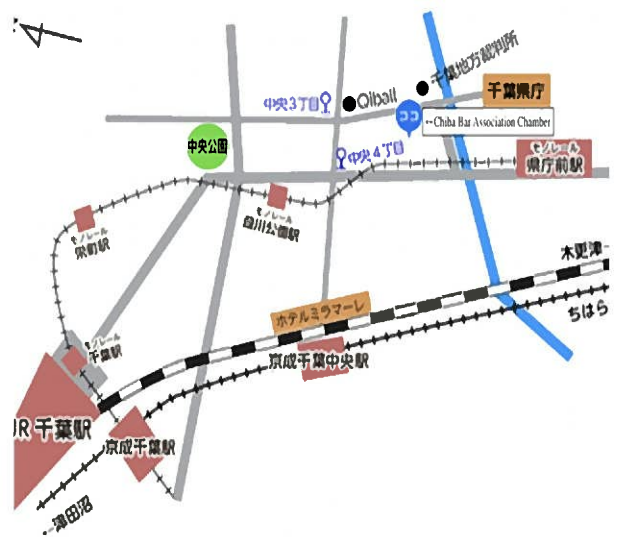 千葉地方裁判所
Qiball
中央3丁目
千葉県庁
ココ
←Chiba Bar Association Chamber
中央公園
中央4丁目
モノレール
県庁前駅
モノレール
葭川公園駅
モノレール
栄町駅
木更津→
ちはら
ホテルミラマーレ
京成千葉中央駅
モノレール
千葉駅
JR 千葉駅
京成千葉駅
←津田沼